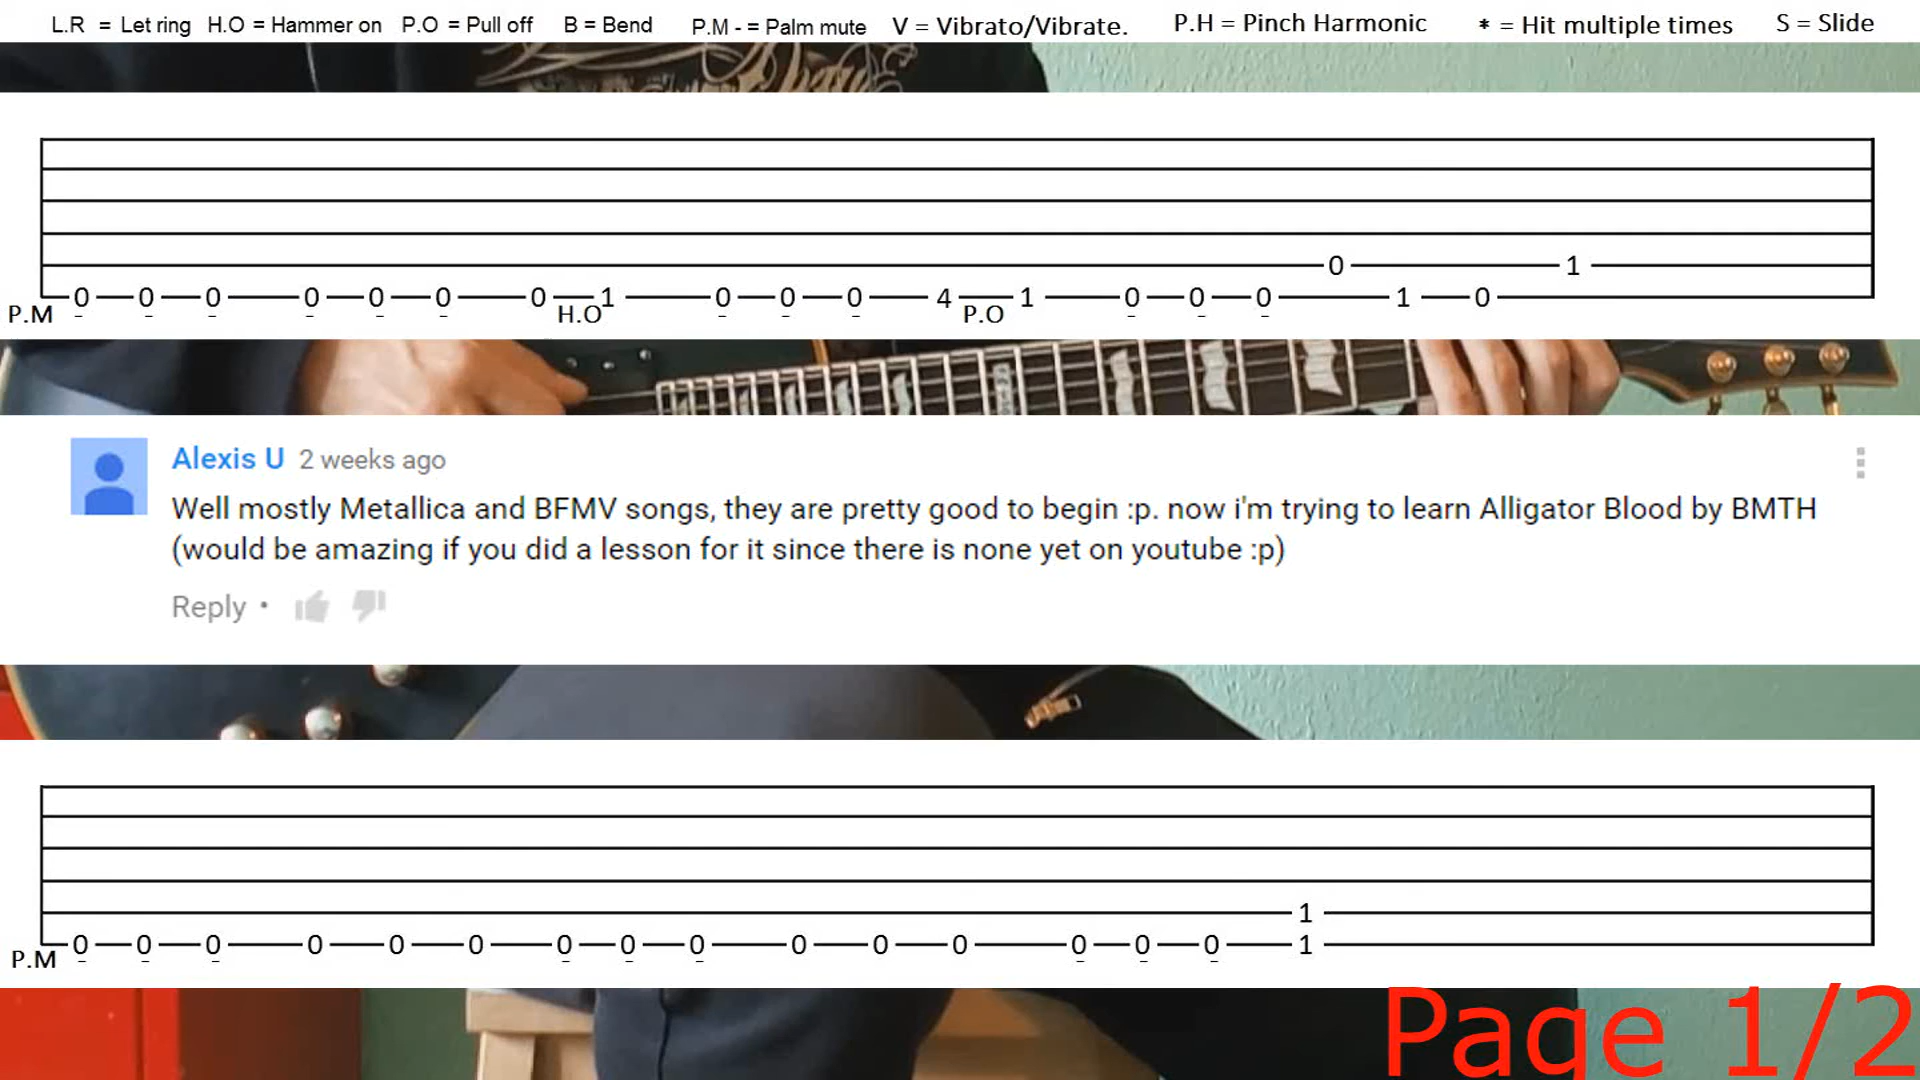 L.R = Let ring H.O = Hammer on P.O = Pull off B = Bend P.M - = Palm mute V = Vibrato/Vibrate. P.H = Pinch Harmonic * = Hit multiple times S = Slide
0 1
0 0 0 0 0 0 0 1 0 0 0 4 1 0 0 0 1 0
P.M - - - - - - H.O - - - P.O - - -
Alexis U 2 weeks ago
Well mostly Metallica and BFMV songs, they are pretty good to begin :p. now i'm trying to learn Alligator Blood by BMTH
(would be amazing if you did a lesson for it since there is none yet on youtube :p)
Reply •
1
0 0 0 0 0 0 0 0 0 0 0 0 0 0 0 1
P.M - - - - - - - - -
Page 1/2